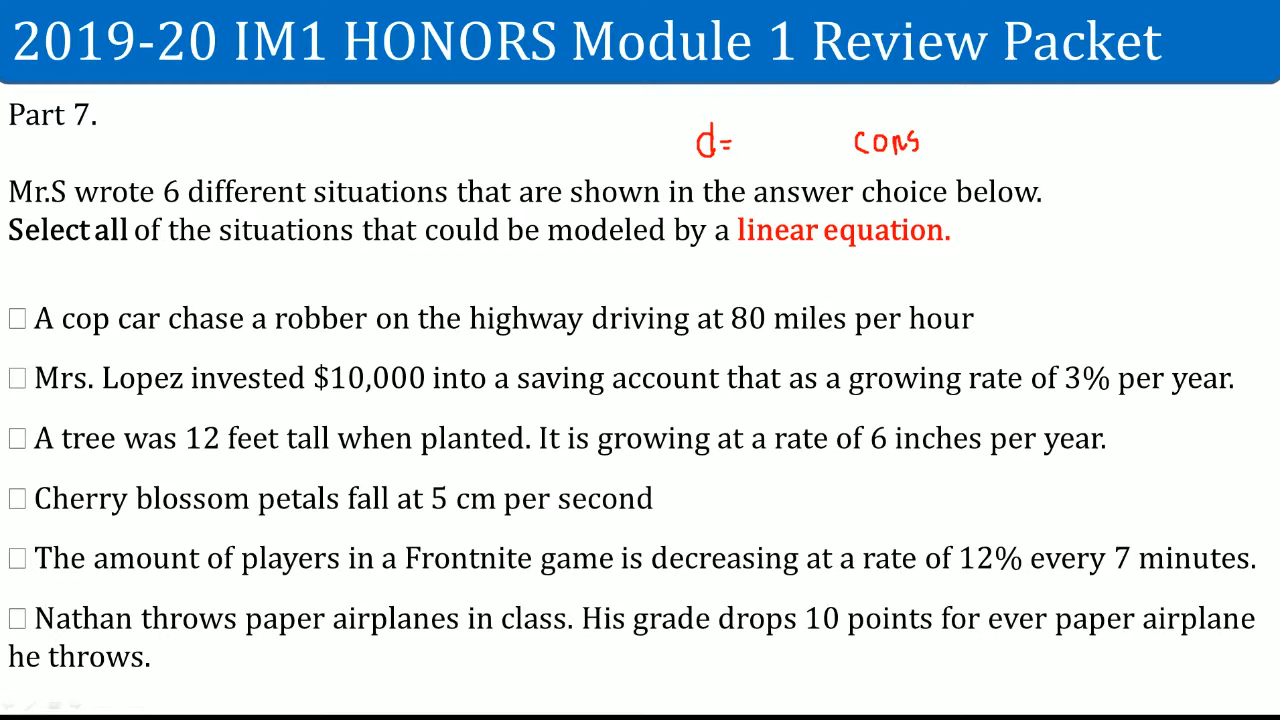 2019-20 IM1 HONORS Module 1 Review Packet
Part 7.
d= cons
Mr.S wrote 6 different situations that are shown in the answer choice below.
Select all of the situations that could be modeled by a linear equation.
□ A cop car chase a robber on the highway driving at 80 miles per hour
□ Mrs. Lopez invested $10,000 into a saving account that as a growing rate of 3% per year.
□ A tree was 12 feet tall when planted. It is growing at a rate of 6 inches per year.
□ Cherry blossom petals fall at 5 cm per second
□ The amount of players in a Frontnite game is decreasing at a rate of 12% every 7 minutes.
□ Nathan throws paper airplanes in class. His grade drops 10 points for ever paper airplane
he throws.